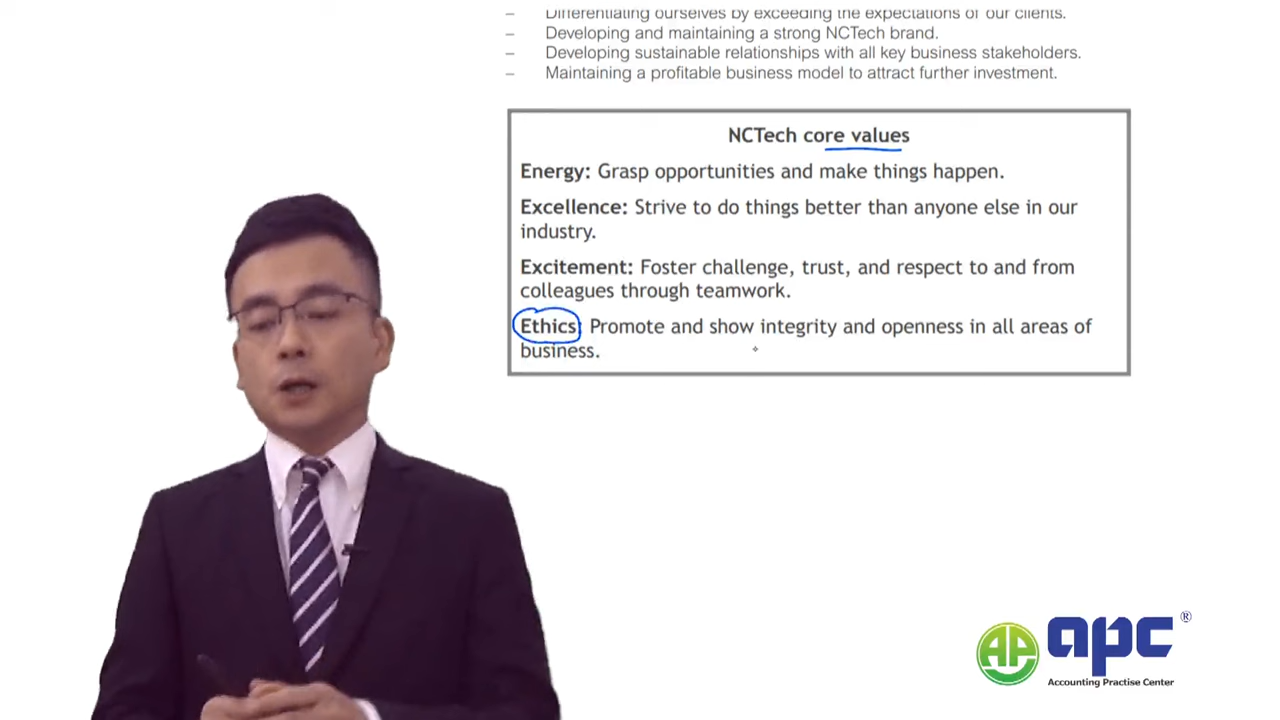 – Differentiating ourselves by exceeding the expectations of our clients.
– Developing and maintaining a strong NCTech brand.
– Developing sustainable relationships with all key business stakeholders.
– Maintaining a profitable business model to attract further investment.
NCTech core values
Energy: Grasp opportunities and make things happen.
Excellence: Strive to do things better than anyone else in our
industry.
Excitement: Foster challenge, trust, and respect to and from
colleagues through teamwork.
Ethics: Promote and show integrity and openness in all areas of
business.
AP apc ®
Accounting Practise Center